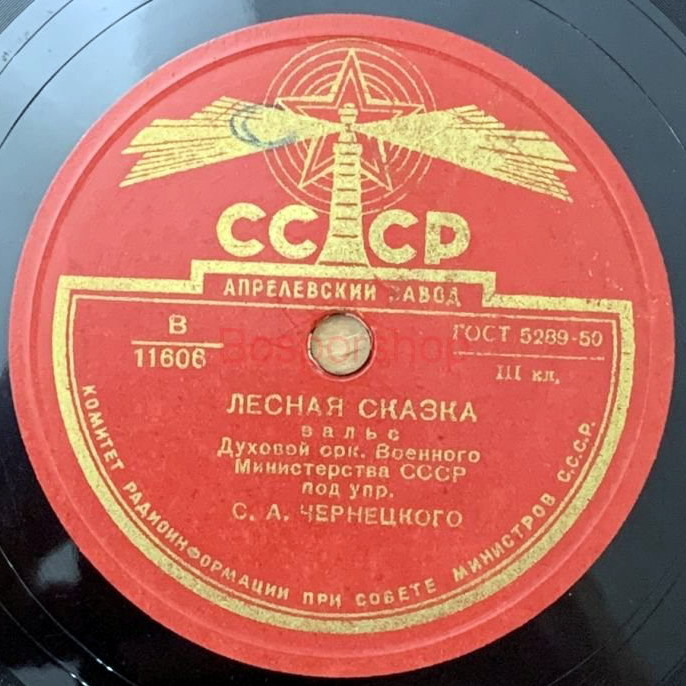 СССР
АПРЕЛЕВСКИЙ ЗАВОД
В
11606
ГОСТ 5289-50
III кл.
Bosporshop
ЛЕСНАЯ СКАЗКА
вальс
Духовой орк. Военного
Министерства СССР
под упр.
С. А. ЧЕРНЕЦКОГО
КОМИТЕТ РАДИОИНФОРМАЦИИ ПРИ СОВЕТЕ МИНИСТРОВ С.С.С.Р.